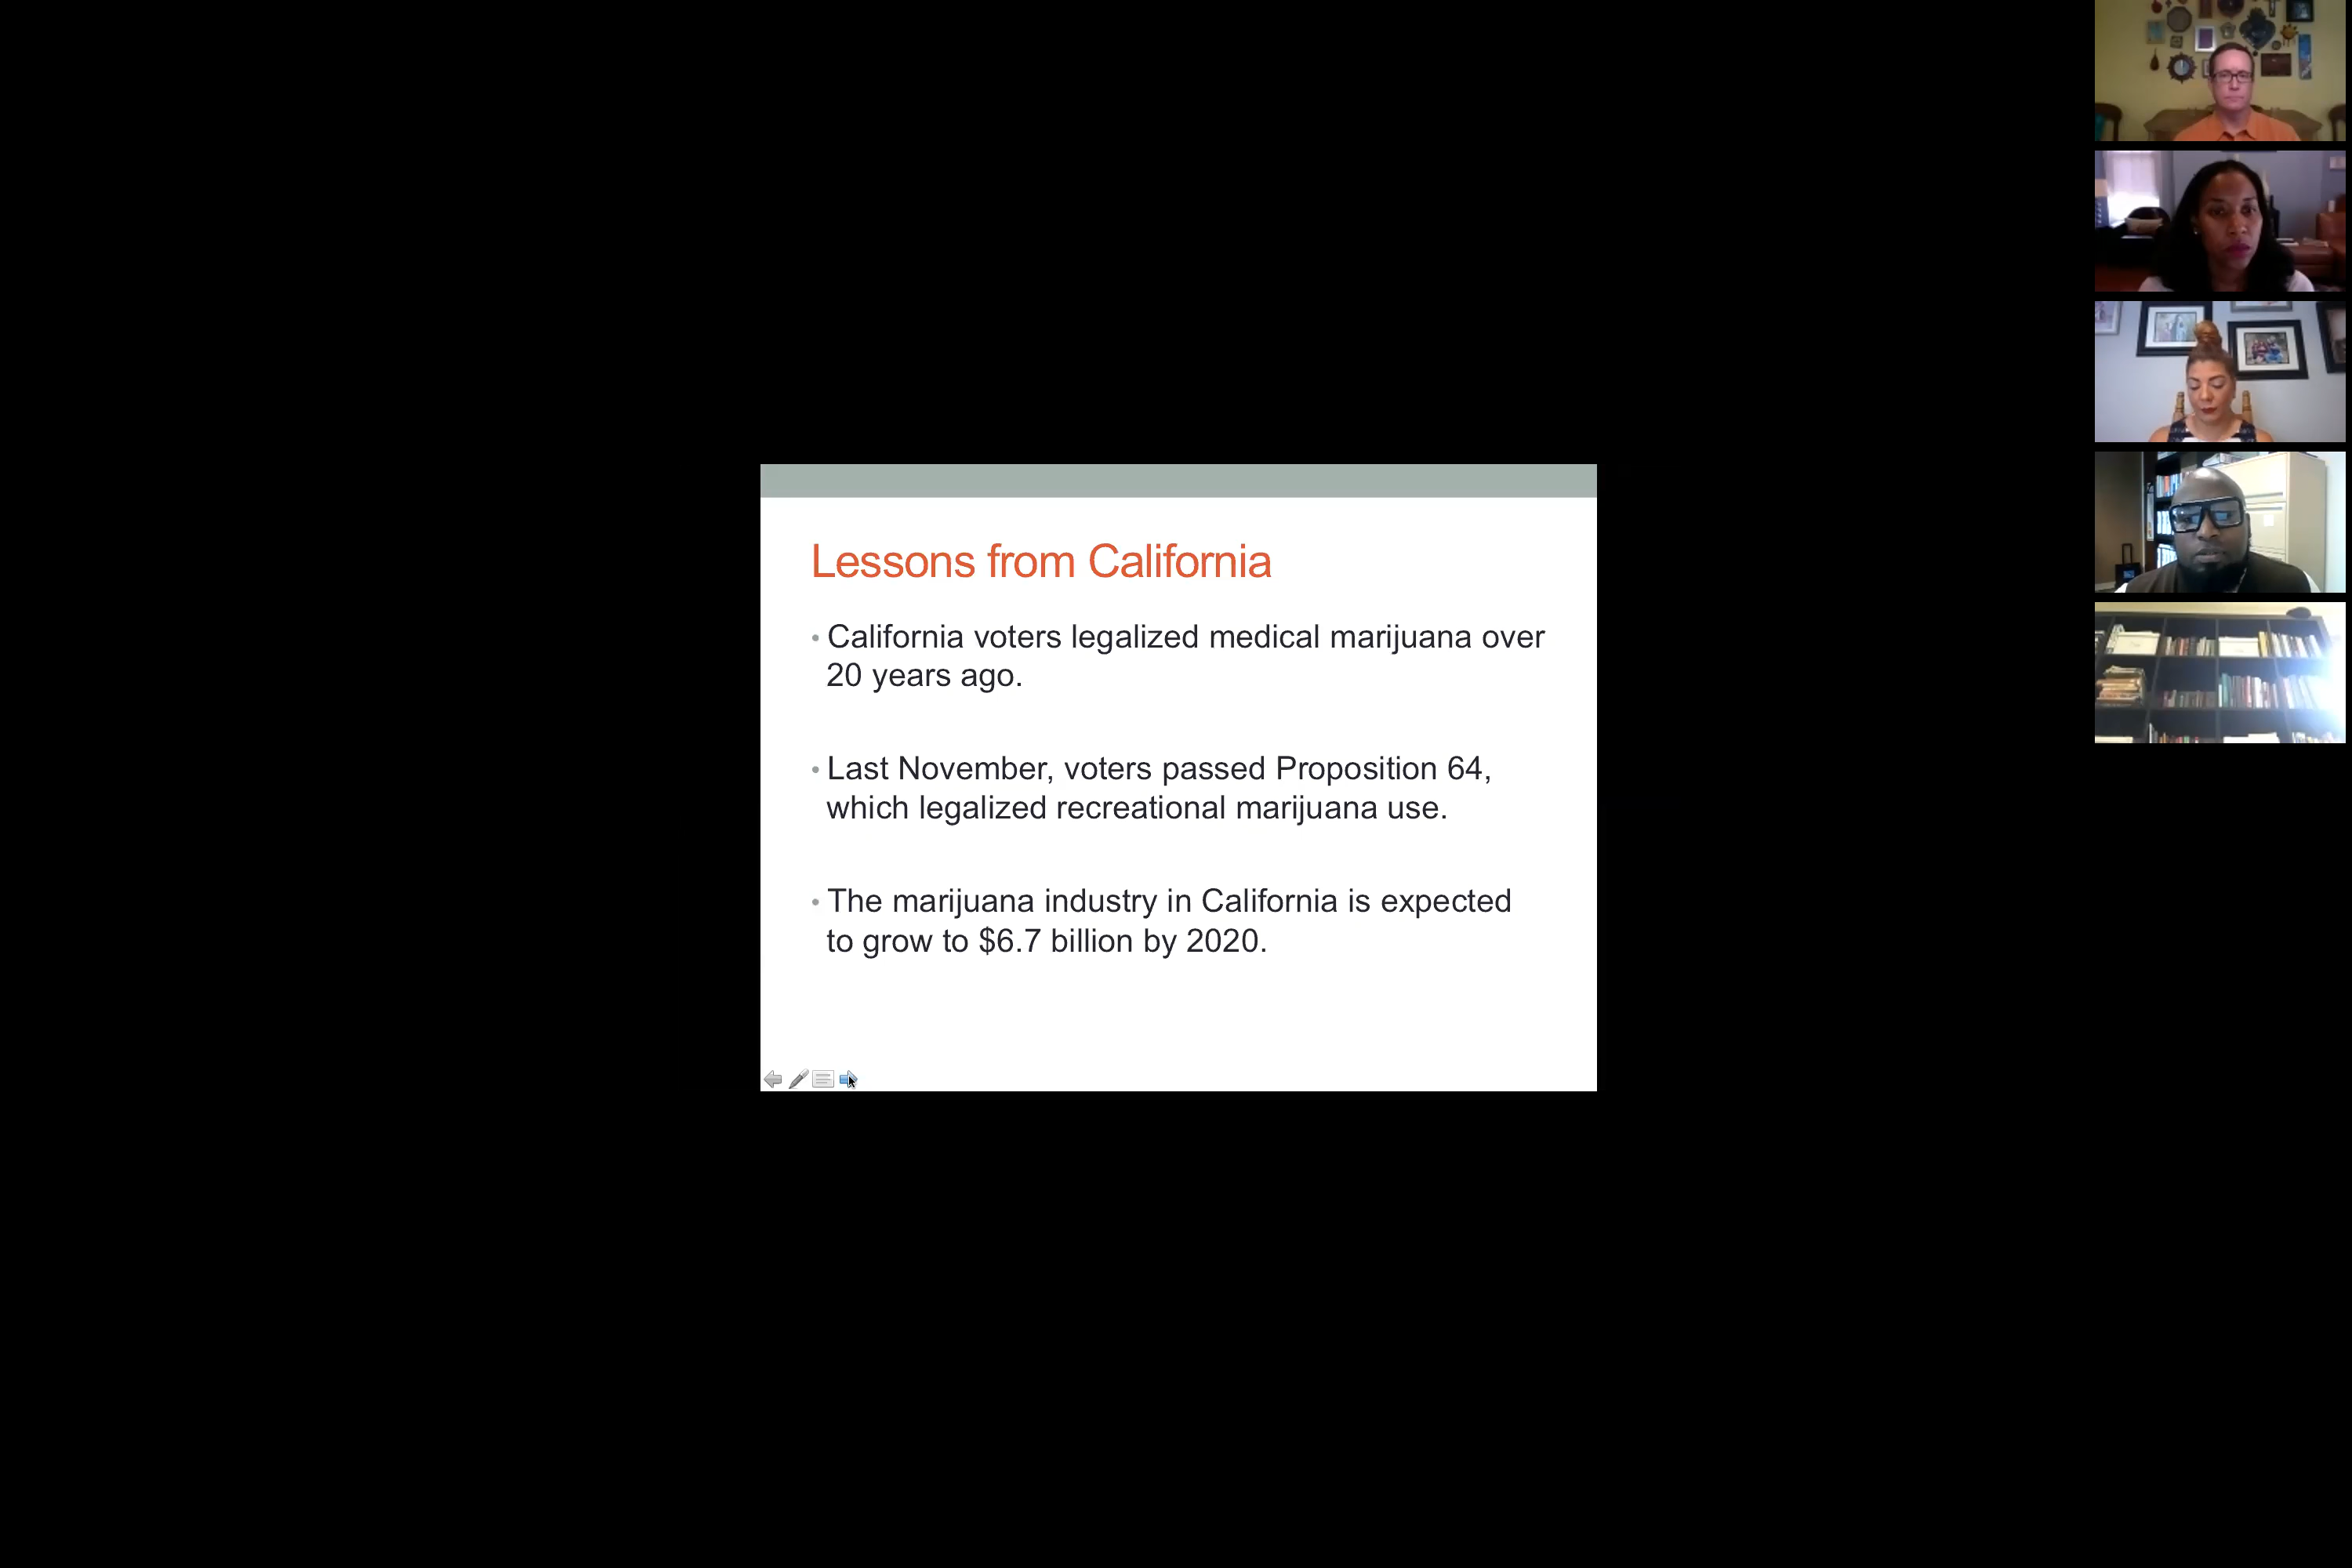 Lessons from California
• California voters legalized medical marijuana over
20 years ago.
• Last November, voters passed Proposition 64,
which legalized recreational marijuana use.
• The marijuana industry in California is expected
to grow to $6.7 billion by 2020.